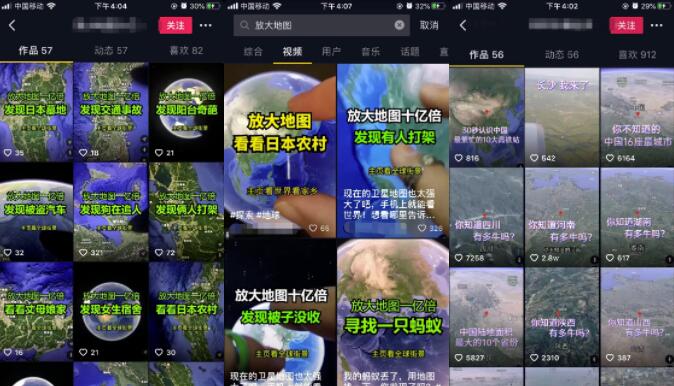 中国移动
下午4:04
30%
关注
作品 57
动态 57
喜欢 82
放大地图一亿倍
发现日本墓地
35
放大地图一亿倍
发现交通事故
18
放大地图一亿倍
发现阳台奇葩
21
放大地图一亿倍
发现被盗汽车
32
放大地图一亿倍
发现狗在追人
21
放大地图一亿倍
发现俩人打架
72
放大地图一亿倍
看看丈母娘家
16
放大地图一亿倍
发现女生宿舍
21
放大地图一亿倍
看看日本农村
30
中国移动
下午4:07
32%
放大地图
取消
综合
视频
用户
音乐
话题
直
放大地图
看看日本农村
主页看世界看家乡
#探索 #地球
66
放大地图十亿倍
发现有人打架
主页看全球街景
现在的卫星地图也太强
大了吧，手机上就能看
世界！想看哪里告诉...
326
放大地图十亿倍
发现被子没收
主页看全球街景
现在的卫星地图也太强
放大地图一亿倍
寻找一只蚂蚁
主页看全球街景
我的蚂蚁丢了，用地图
中国移动
下午4:02
29%
关注
作品 56
动态 56
喜欢 912
30秒认识中国
最繁忙的10大高铁站
816
长沙 我来了
542
你不知道的
中国16座最城市
6164
你知道四川
有多牛吗?
7258
你知道河南
有多牛吗?
2.8w
你知道湖南
有多牛吗?
617
中国陆地面积
最大的10个省份
5827
你知道陕西
有多牛吗?
2310
你知道山西
有多牛吗?
387